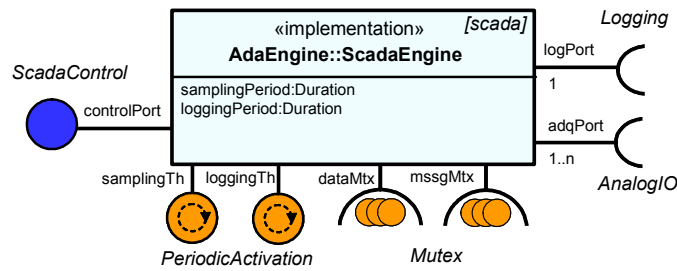 «implementation»
[scada]
AdaEngine::ScadaEngine
samplingPeriod:Duration
loggingPeriod:Duration
ScadaControl
controlPort
Logging
logPort
1
adqPort
1..n
AnalogIO
samplingTh
loggingTh
dataMtx
mssgMtx
PeriodicActivation
Mutex